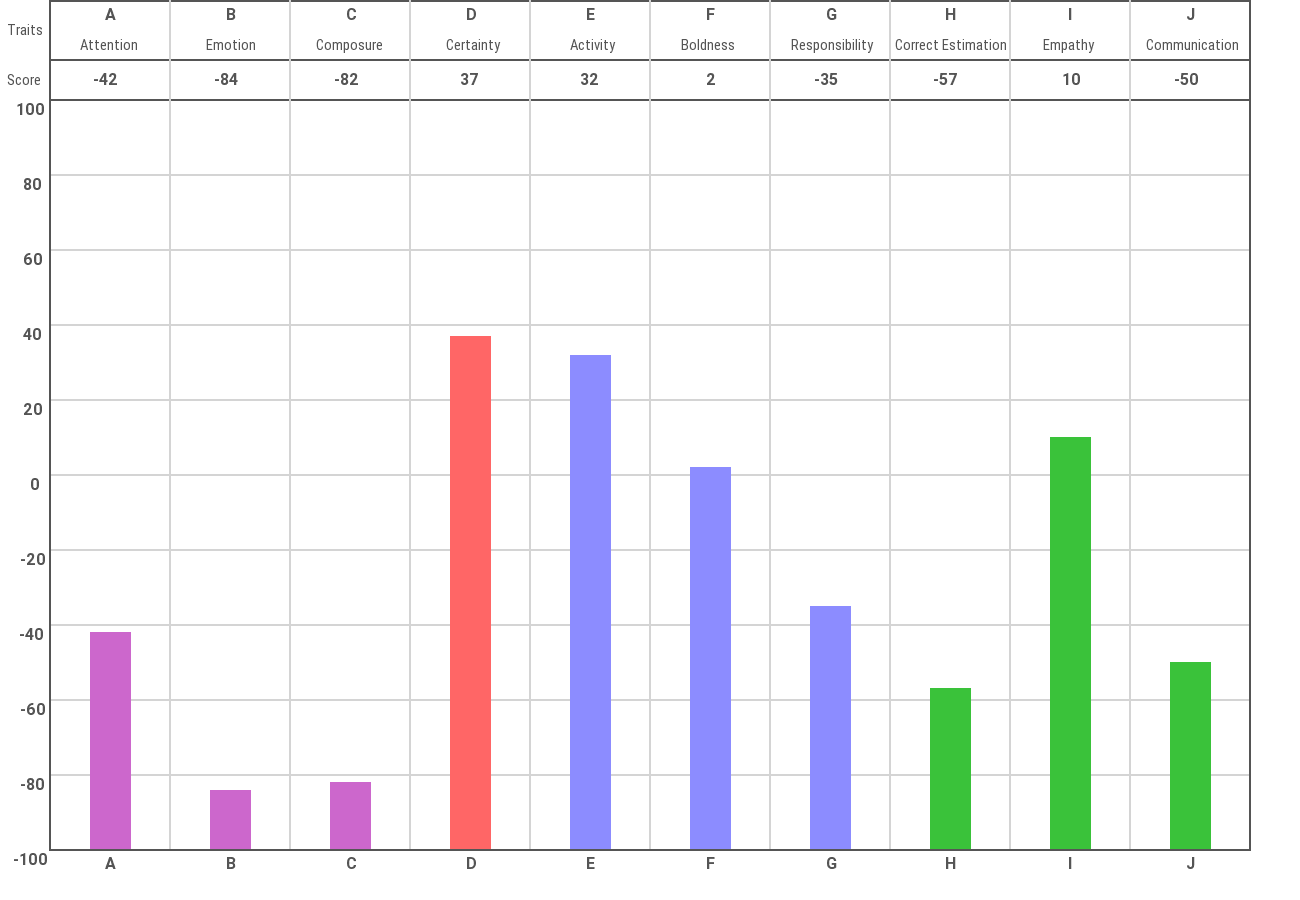 A B C D E F G H I J
Traits
Attention Emotion Composure Certainty Activity Boldness Responsibility Correct Estimation Empathy Communication
Score -42 -84 -82 37 32 2 -35 -57 10 -50
100
80
60
40
20
0
-20
-40
-60
-80
-100
A B C D E F G H I J